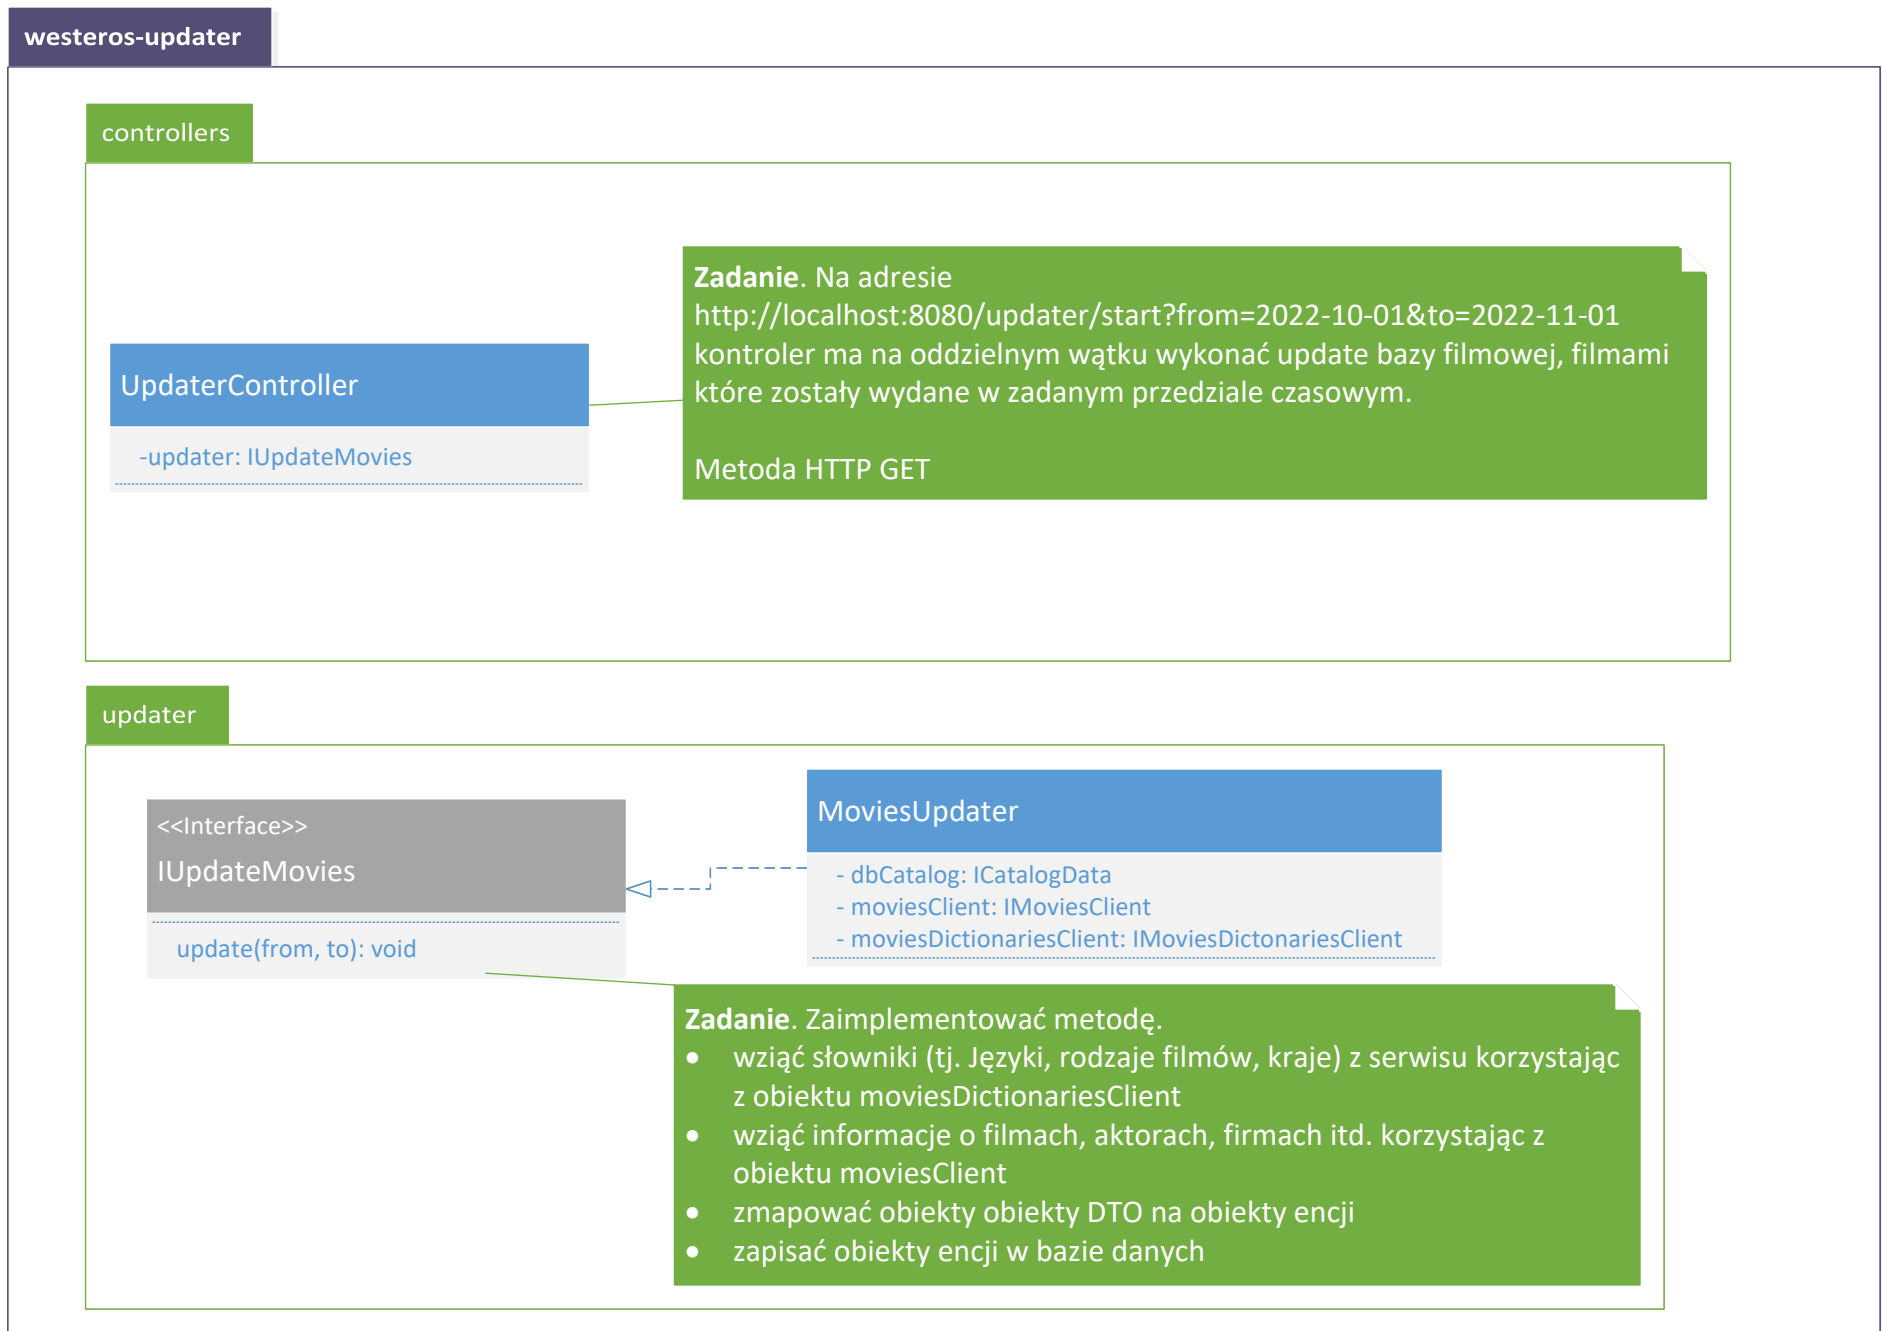 westeros-updater
controllers
UpdaterController
-updater: IUpdateMovies
Zadanie. Na adresie
http://localhost:8080/updater/start?from=2022-10-01&to=2022-11-01
kontroler ma na oddzielnym wątku wykonać update bazy filmowej, filmami
które zostały wydane w zadanym przedziale czasowym.
Metoda HTTP GET
updater
<<Interface>>
IUpdateMovies
update(from, to): void
MoviesUpdater
- dbCatalog: ICatalogData
- moviesClient: IMoviesClient
- moviesDictionariesClient: IMoviesDictonariesClient
Zadanie. Zaimplementować metodę.
● wziąć słowniki (tj. Języki, rodzaje filmów, kraje) z serwisu korzystając
z obiektu moviesDictionariesClient
● wziąć informacje o filmach, aktorach, firmach itd. korzystając z
obiektu moviesClient
● zmapować obiekty obiekty DTO na obiekty encji
● zapisać obiekty encji w bazie danych